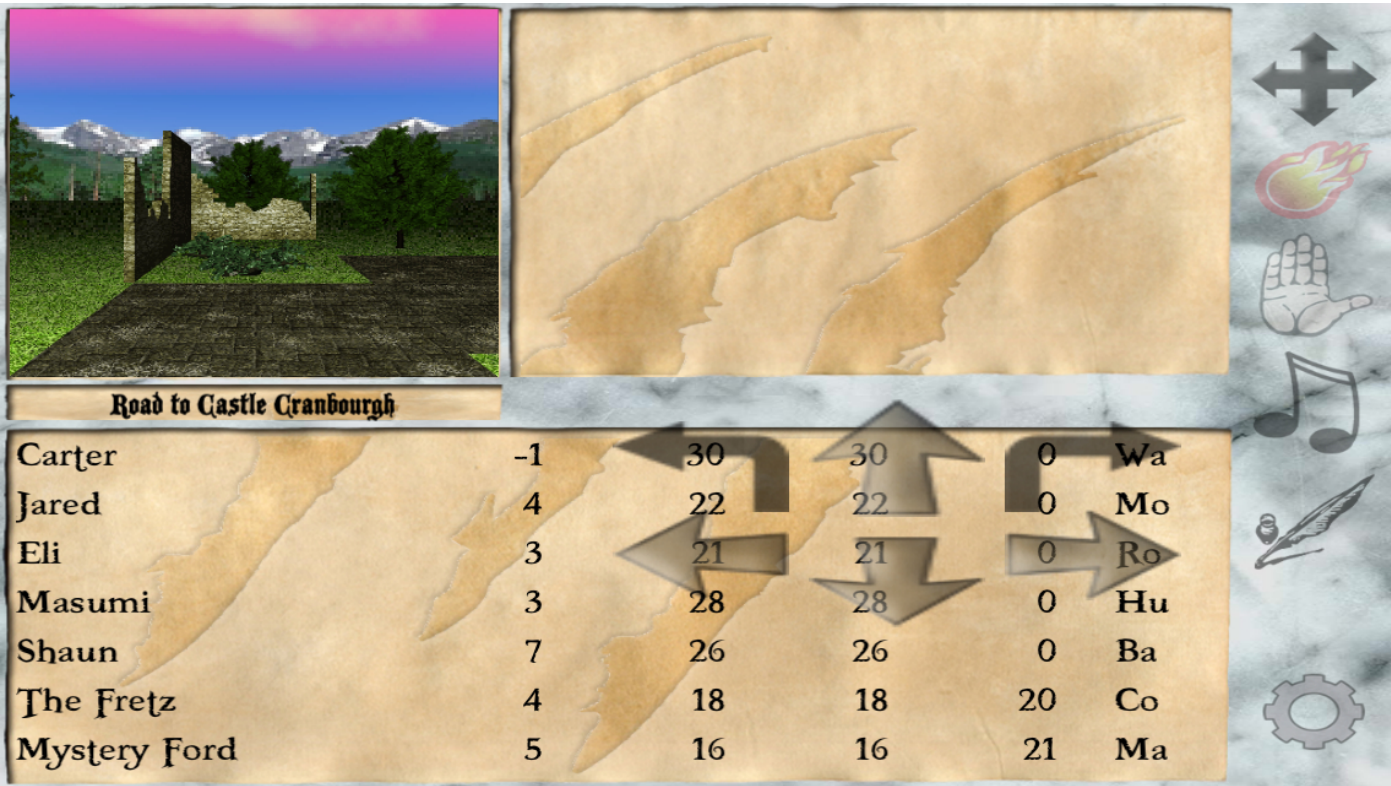 Road to Castle Cranbourgh
Carter -1 30 30 0 Wa
Jared 4 22 22 0 Mo
Eli 3 21 21 0 Ro
Masumi 3 28 28 0 Hu
Shaun 7 26 26 0 Ba
The Fretz 4 18 18 20 Co
Mystery Ford 5 16 16 21 Ma